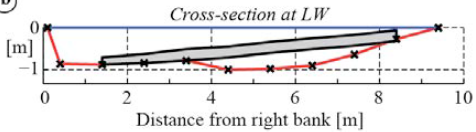 b
Cross-section at LW
0
[m]
−1
0 2 4 6 8 10
Distance from right bank [m]